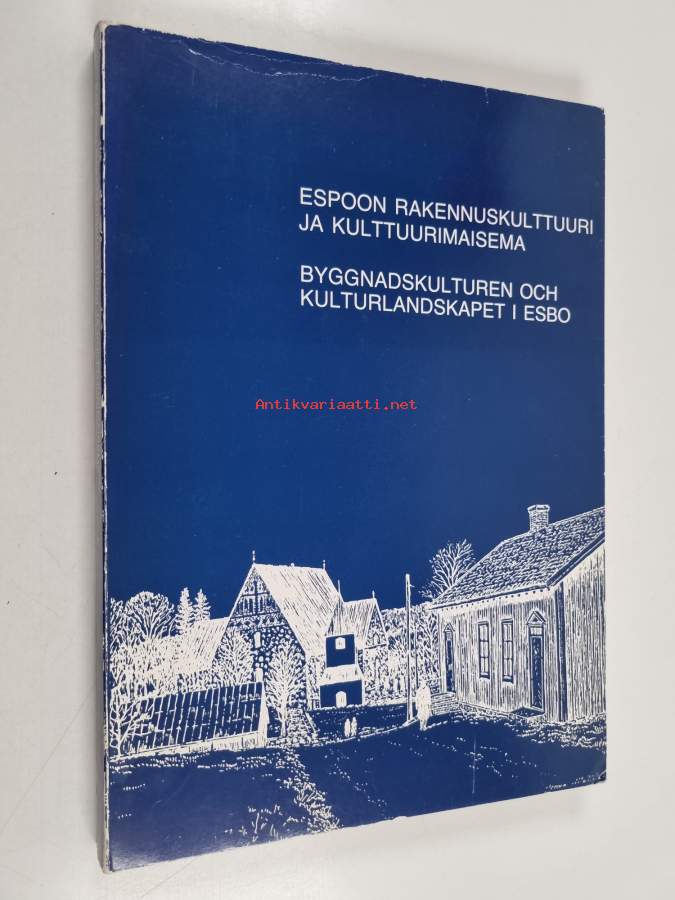 ESPOON RAKENNUSKULTTUURI
JA KULTTUURIMAISEMA
BYGGNADSKULTUREN OCH
KULTURLANDSKAPET I ESBO
Antikvariaatti.net